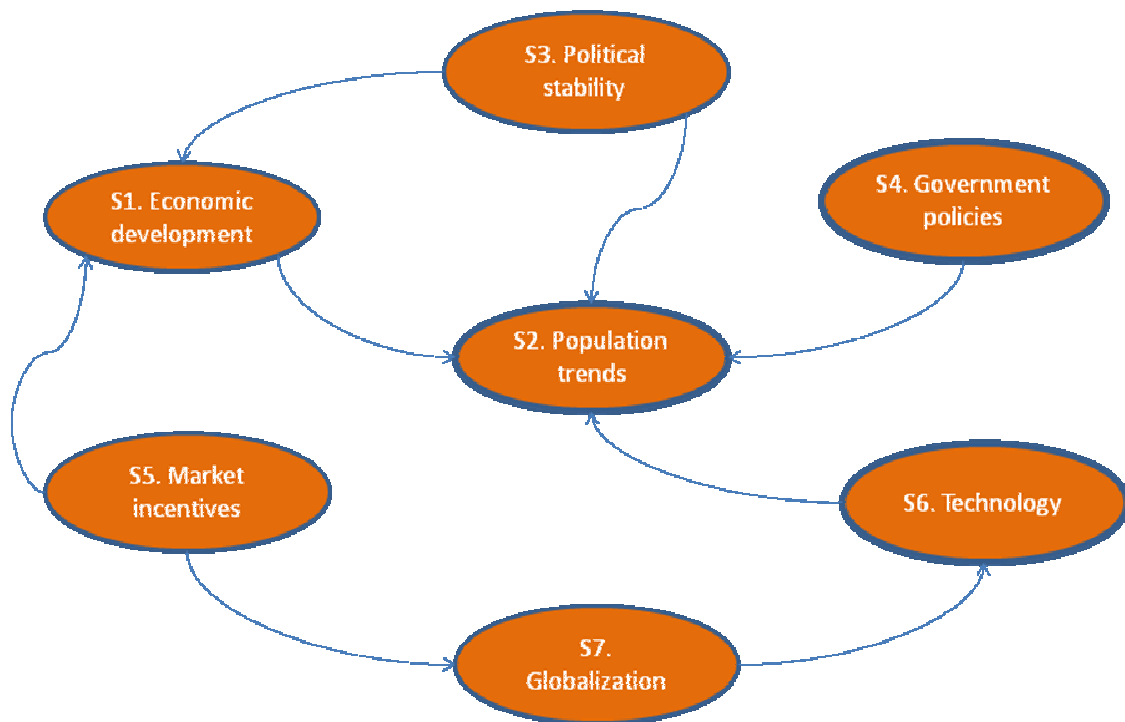 S3. Political
stability
S4. Government
policies
S1. Economic
development
S2. Population
trends
S5. Market
incentives
S6. Technology
S7.
Globalization